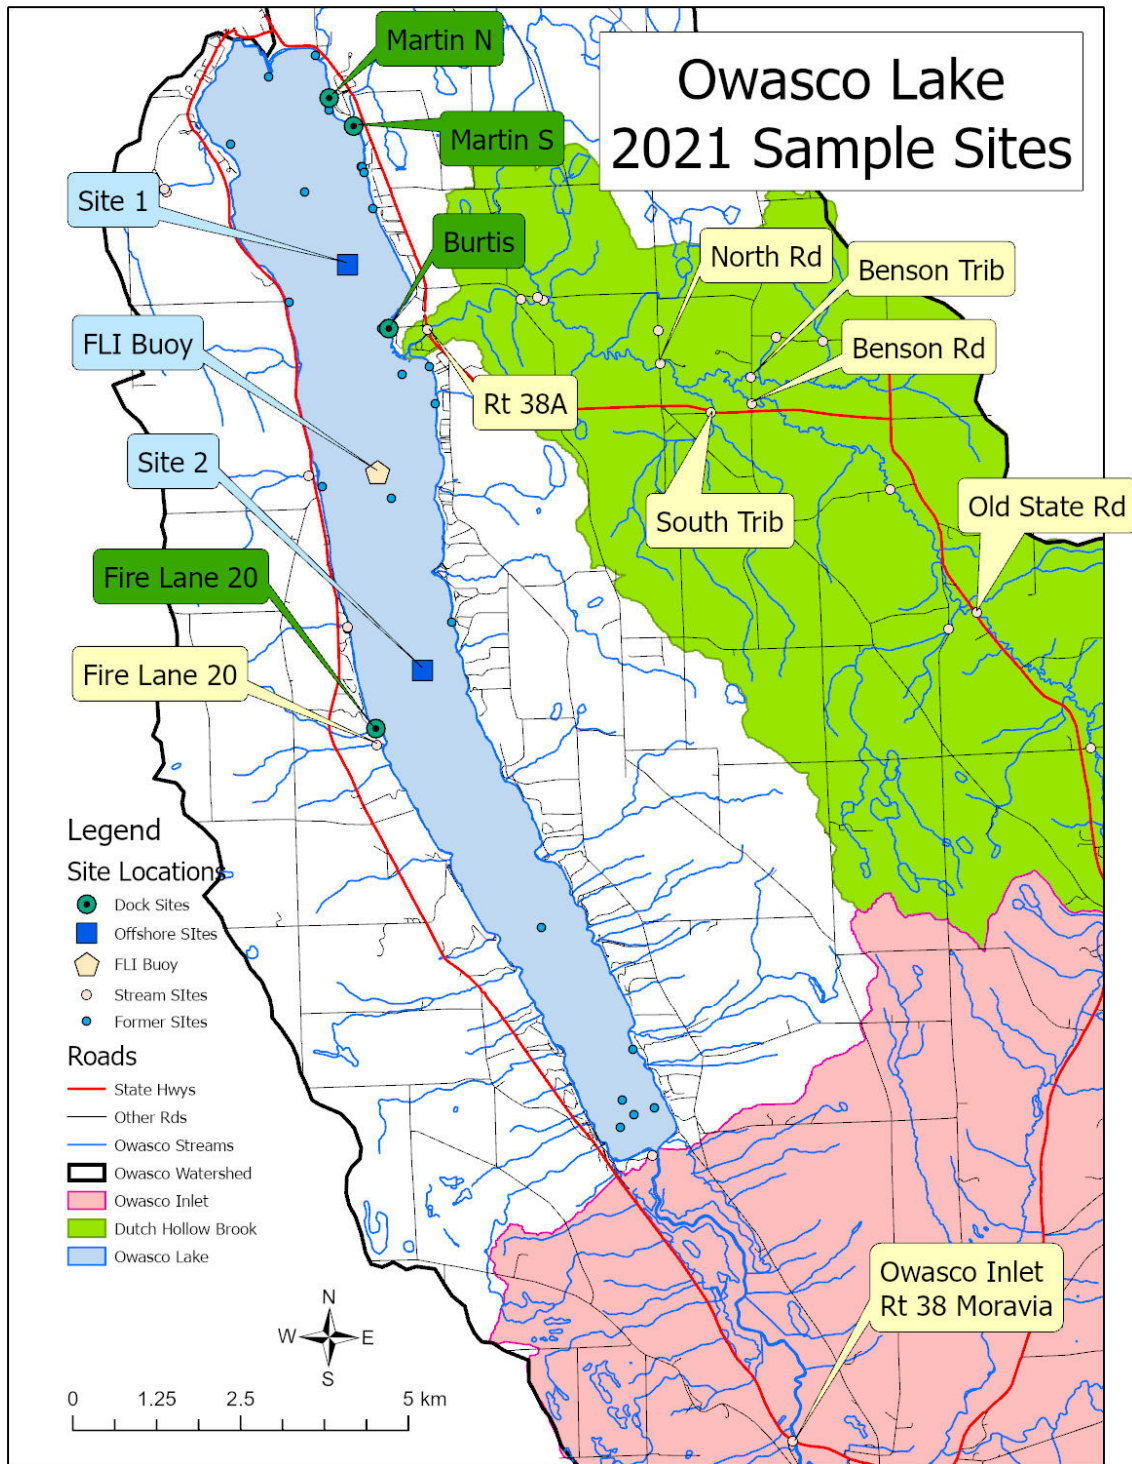 Owasco Lake
2021 Sample Sites
Martin N
Martin S
Site 1
Burtis
North Rd
Benson Trib
FLI Buoy
Benson Rd
Rt 38A
Site 2
South Trib
Old State Rd
Fire Lane 20
Fire Lane 20
Legend
Site Locations
Dock Sites
Offshore SItes
FLI Buoy
Stream SItes
Former SItes
Roads
State Hwys
Other Rds
Owasco Streams
Owasco Watershed
Owasco Inlet
Dutch Hollow Brook
Owasco Lake
Owasco Inlet
Rt 38 Moravia
N
W E
S
0 1.25 2.5 5 km